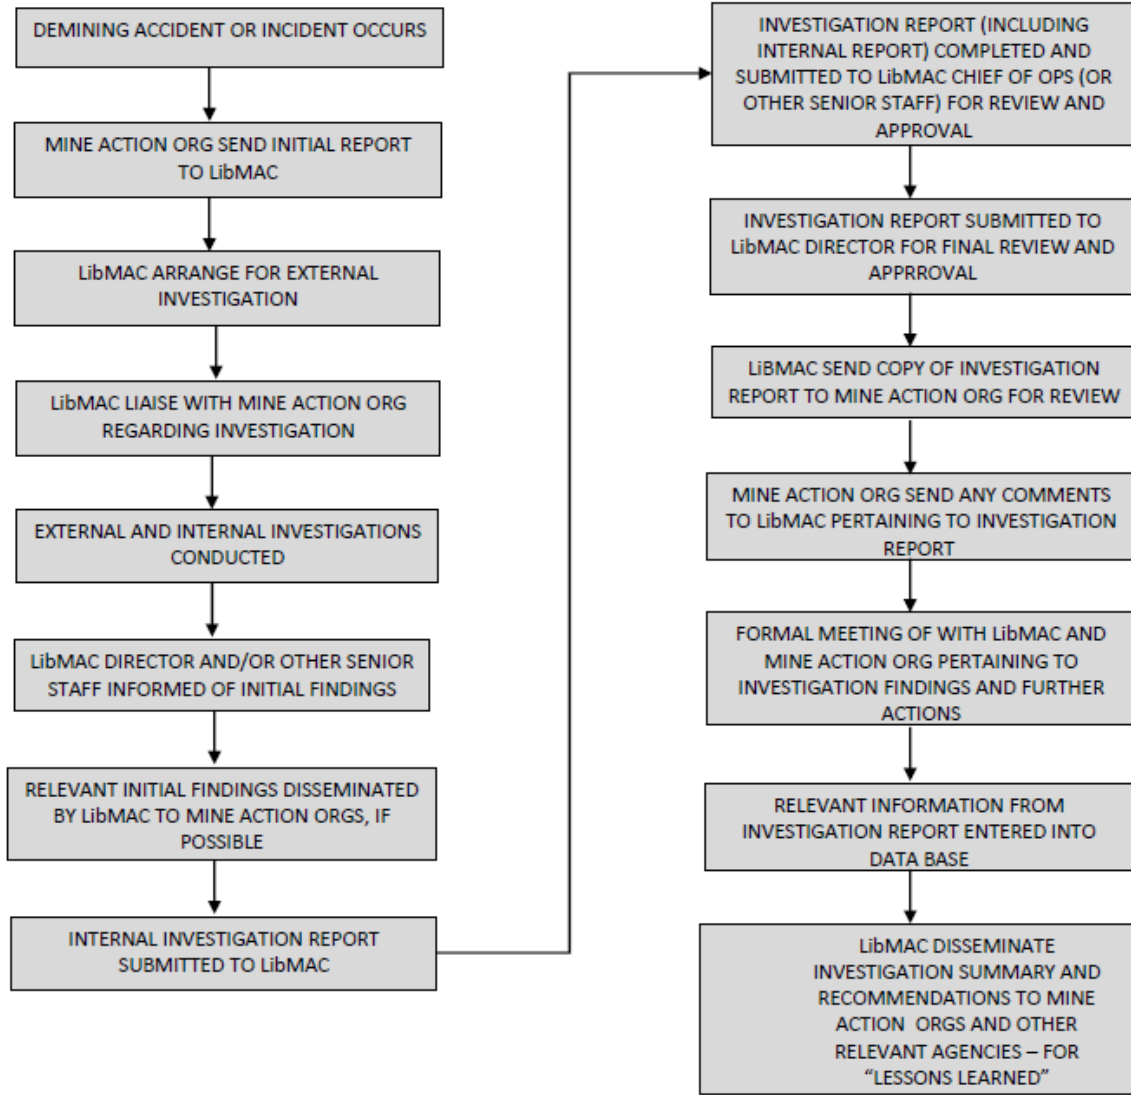 DEMINING ACCIDENT OR INCIDENT OCCURS
MINE ACTION ORG SEND INITIAL REPORT
TO LibMAC
LibMAC ARRANGE FOR EXTERNAL
INVESTIGATION
LibMAC LIAISE WITH MINE ACTION ORG
REGARDING INVESTIGATION
EXTERNAL AND INTERNAL INVESTIGATIONS
CONDUCTED
LibMAC DIRECTOR AND/OR OTHER SENIOR
STAFF INFORMED OF INITIAL FINDINGS
RELEVANT INITIAL FINDINGS DISSEMINATED
BY LibMAC TO MINE ACTION ORGS, IF
POSSIBLE
INTERNAL INVESTIGATION REPORT
SUBMITTED TO LibMAC
INVESTIGATION REPORT (INCLUDING
INTERNAL REPORT) COMPLETED AND
SUBMITTED TO LibMAC CHIEF OF OPS (OR
OTHER SENIOR STAFF) FOR REVIEW AND
APPROVAL
INVESTIGATION REPORT SUBMITTED TO
LibMAC DIRECTOR FOR FINAL REVIEW AND
APPRROVAL
LiBMAC SEND COPY OF INVESTIGATION
REPORT TO MINE ACTION ORG FOR REVIEW
MINE ACTION ORG SEND ANY COMMENTS
TO LibMAC PERTAINING TO INVESTIGATION
REPORT
FORMAL MEETING OF WITH LibMAC AND
MINE ACTION ORG PERTAINING TO
INVESTIGATION FINDINGS AND FURTHER
ACTIONS
RELEVANT INFORMATION FROM
INVESTIGATION REPORT ENTERED INTO
DATA BASE
LibMAC DISSEMINATE
INVESTIGATION SUMMARY AND
RECOMMENDATIONS TO MINE
ACTION ORGS AND OTHER
RELEVANT AGENCIES – FOR
“LESSONS LEARNED”